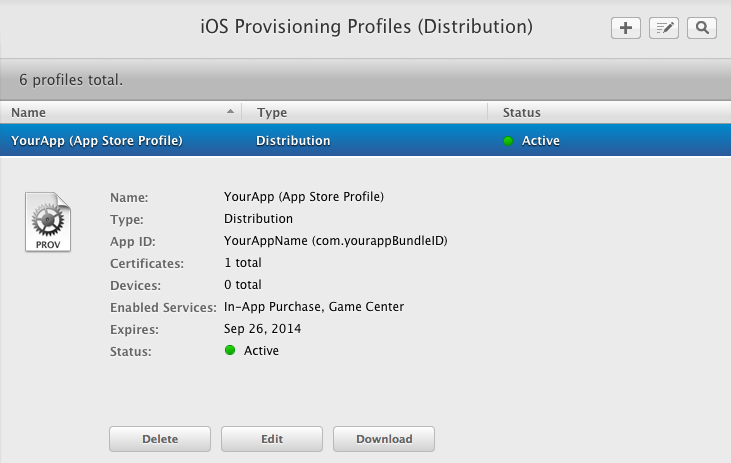 iOS Provisioning Profiles (Distribution)
6 profiles total.
Name Type Status
YourApp (App Store Profile) Distribution Active
PROV
Name: YourApp (App Store Profile)
Type: Distribution
App ID: YourAppName (com.yourappBundleID)
Certificates: 1 total
Devices: 0 total
Enabled Services: In-App Purchase, Game Center
Expires: Sep 26, 2014
Status: Active
Delete Edit Download